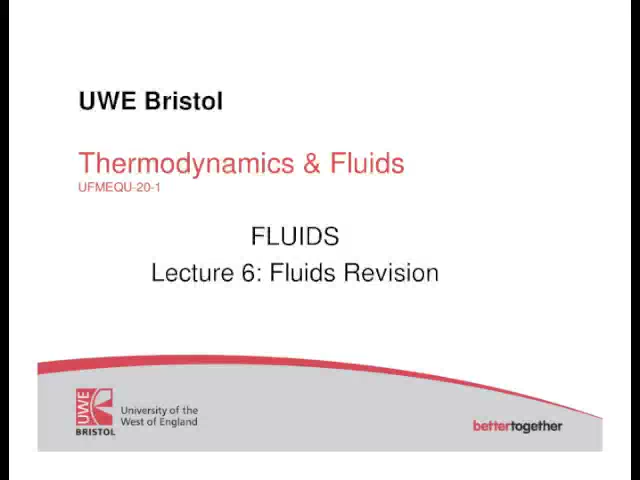 UWE Bristol
Thermodynamics & Fluids
UFMEQU-20-1
FLUIDS
Lecture 6: Fluids Revision
UWE
BRISTOL
University of the
West of England
bettertogether